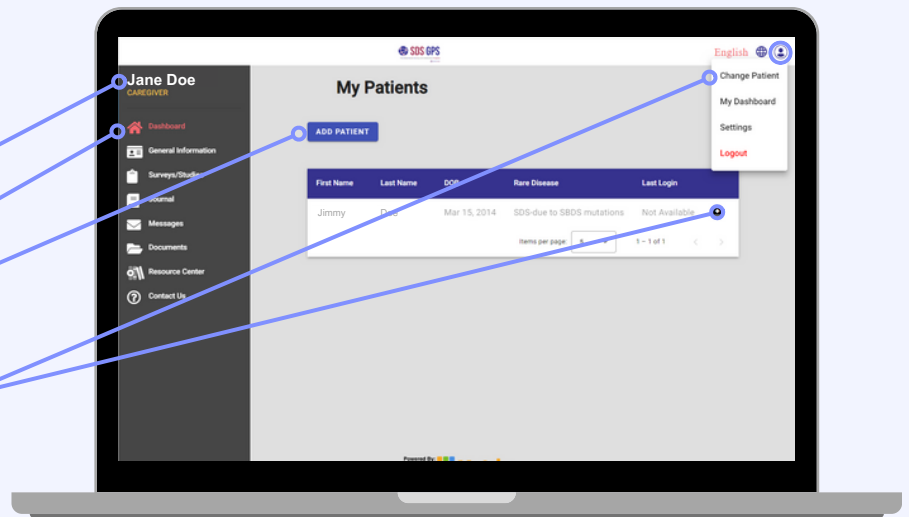 SDS GPS
English
Jane Doe
CAREGIVER
Dashboard
General Information
Surveys/Studies
Journal
Messages
Documents
Resource Center
Contact Us
My Patients
ADD PATIENT
First Name Last Name DOB Rare Disease Last Login
Jimmy Doe Mar 15, 2014 SDS-due to SBDS mutations Not Available
Items per page: 1 – 1 of 1
Change Patient
My Dashboard
Settings
Logout
Powered By: